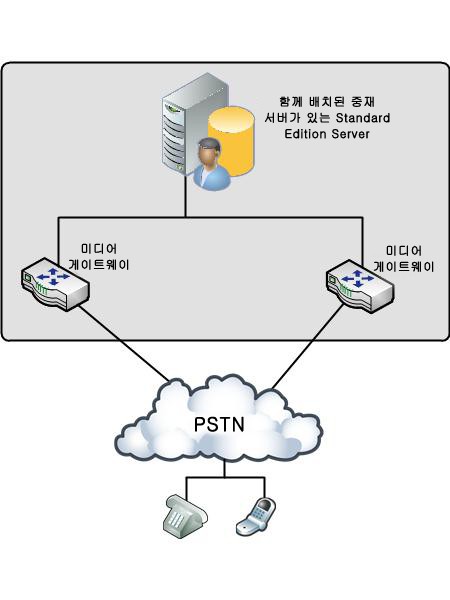 함께 배치된 중재
서버가 있는 Standard
Edition Server
미디어
게이트웨이
미디어
게이트웨이
PSTN